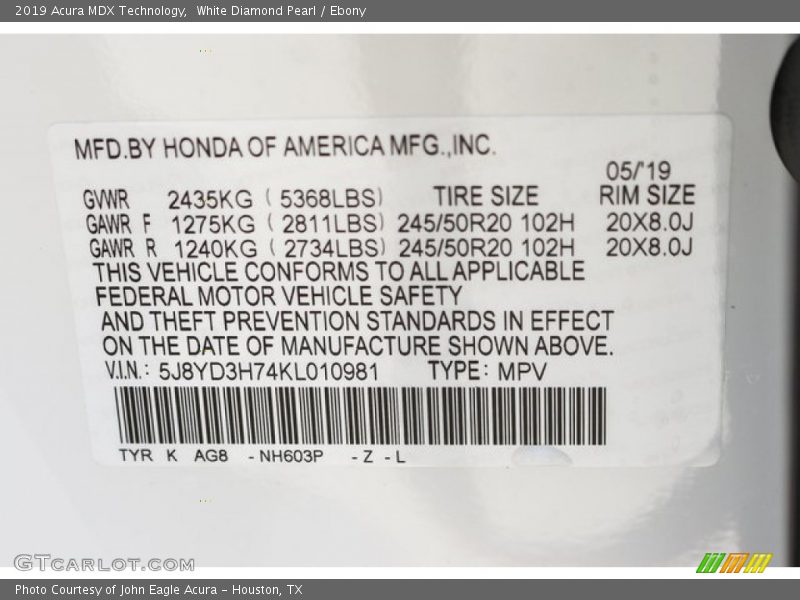 2019 Acura MDX Technology,  White Diamond Pearl / Ebony
MFD.BY HONDA OF AMERICA MFG.,INC.
05/'19
GVWR 2435KG ( 5368LBS) TIRE SIZE RIM SIZE
GAWR F 1275KG ( 2811LBS) 245/50R20 102H 20X8.0J
GAWR R 1240KG ( 2734LBS) 245/50R20 102H 20X8.0J
THIS VEHICLE CONFORMS TO ALL APPLICABLE
FEDERAL MOTOR VEHICLE SAFETY
AND THEFT PREVENTION STANDARDS IN EFFECT
ON THE DATE OF MANUFACTURE SHOWN ABOVE.
V.I.N.: 5J8YD3H74KL010981 TYPE: MPV
TYR K AG8 -NH603P -Z -L
GTCARLOT.COM
Photo Courtesy of John Eagle Acura - Houston, TX